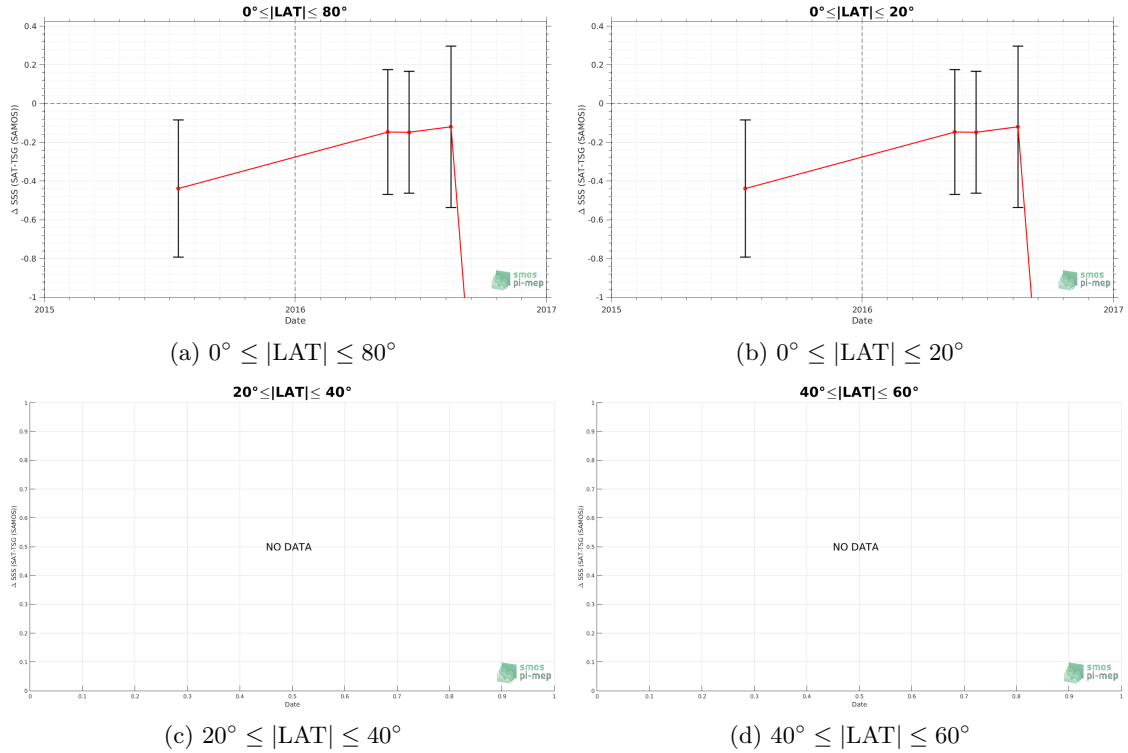 0°≤|LAT|≤ 80°
0.4
0.2
0
-0.2
-0.4
-0.6
-0.8
-1
Δ SSS (SAT-TSG (SAMOS))
2015
2016
2017
Date
smos
pi-mep
(a) 0° ≤ |LAT| ≤ 80°
0°≤|LAT|≤ 20°
0.4
0.2
0
-0.2
-0.4
-0.6
-0.8
-1
Δ SSS (SAT-TSG (SAMOS))
2015
2016
2017
Date
smos
pi-mep
(b) 0° ≤ |LAT| ≤ 20°
20°≤|LAT|≤ 40°
1
0.9
0.8
0.7
0.6
0.5
0.4
0.3
0.2
0.1
0
Δ SSS (SAT-TSG (SAMOS))
NO DATA
0 0.1 0.2 0.3 0.4 0.5 0.6 0.7 0.8 0.9 1
Date
smos
pi-mep
(c) 20° ≤ |LAT| ≤ 40°
40°≤|LAT|≤ 60°
1
0.9
0.8
0.7
0.6
0.5
0.4
0.3
0.2
0.1
0
Δ SSS (SAT-TSG (SAMOS))
NO DATA
0 0.1 0.2 0.3 0.4 0.5 0.6 0.7 0.8 0.9 1
Date
smos
pi-mep
(d) 40° ≤ |LAT| ≤ 60°